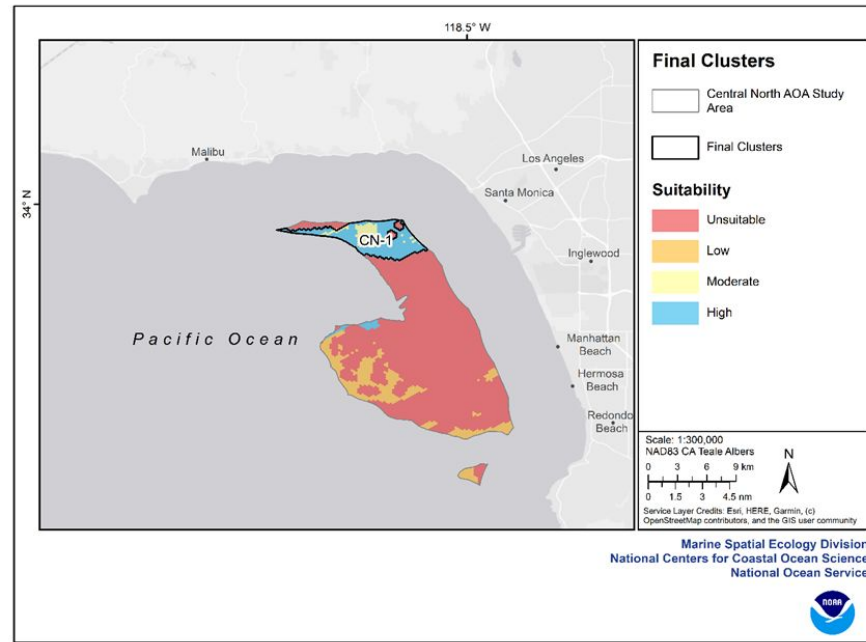 118.5° W
34° N
Malibu
Los Angeles
Santa Monica
CN-1
Inglewood
Pacific Ocean
Manhattan
Beach
Hermosa
Beach
Redondo
Beach
Final Clusters
Central North AOA Study
Area
Final Clusters
Suitability
Unsuitable
Low
Moderate
High
Scale: 1:300,000
NAD83 CA Teale Albers
N
0 3 6 9 km
0 1.5 3 4.5 nm
Service Layer Credits: Esri, HERE, Garmin, (c)
OpenStreetMap contributors, and the GIS user community
Marine Spatial Ecology Division
National Centers for Coastal Ocean Science
National Ocean Service
NOAA